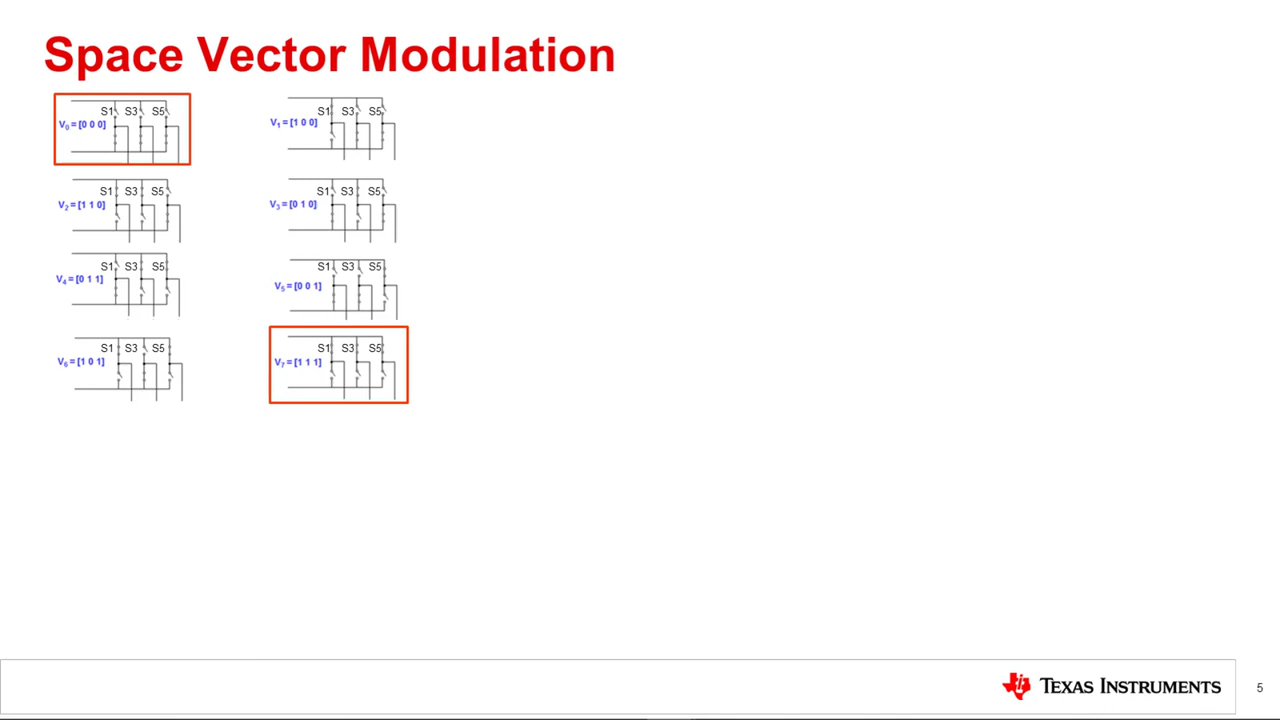 Space Vector Modulation
S1 S3 S5
V0 = [0 0 0]
S1 S3 S5
V1 = [1 0 0]
S1 S3 S5
V2 = [1 1 0]
S1 S3 S5
V3 = [0 1 0]
S1 S3 S5
V4 = [0 1 1]
S1 S3 S5
V5 = [0 0 1]
S1 S3 S5
V6 = [1 0 1]
S1 S3 S5
V7 = [1 1 1]
TEXAS INSTRUMENTS
5